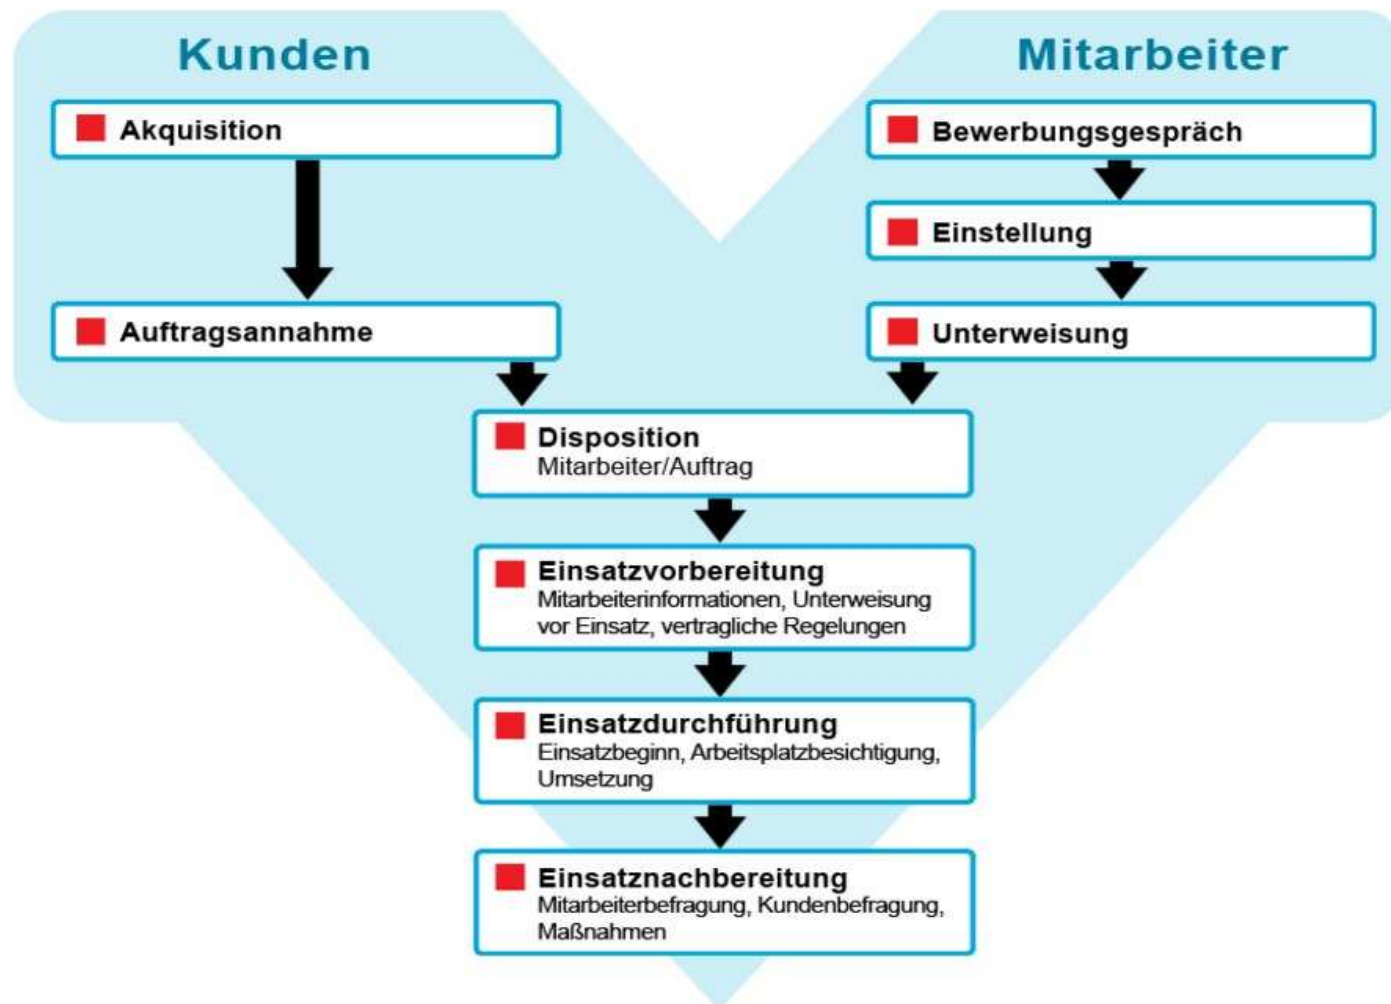 Kunden
Akquisition
Auftragsannahme
Mitarbeiter
Bewerbungsgespräch
Einstellung
Unterweisung
Disposition
Mitarbeiter/Auftrag
Einsatzvorbereitung
Mitarbeiterinformationen, Unterweisung
vor Einsatz, vertragliche Regelungen
Einsatzdurchführung
Einsatzbeginn, Arbeitsplatzbesichtigung,
Umsetzung
Einsatznachbereitung
Mitarbeiterbefragung, Kundenbefragung,
Maßnahmen